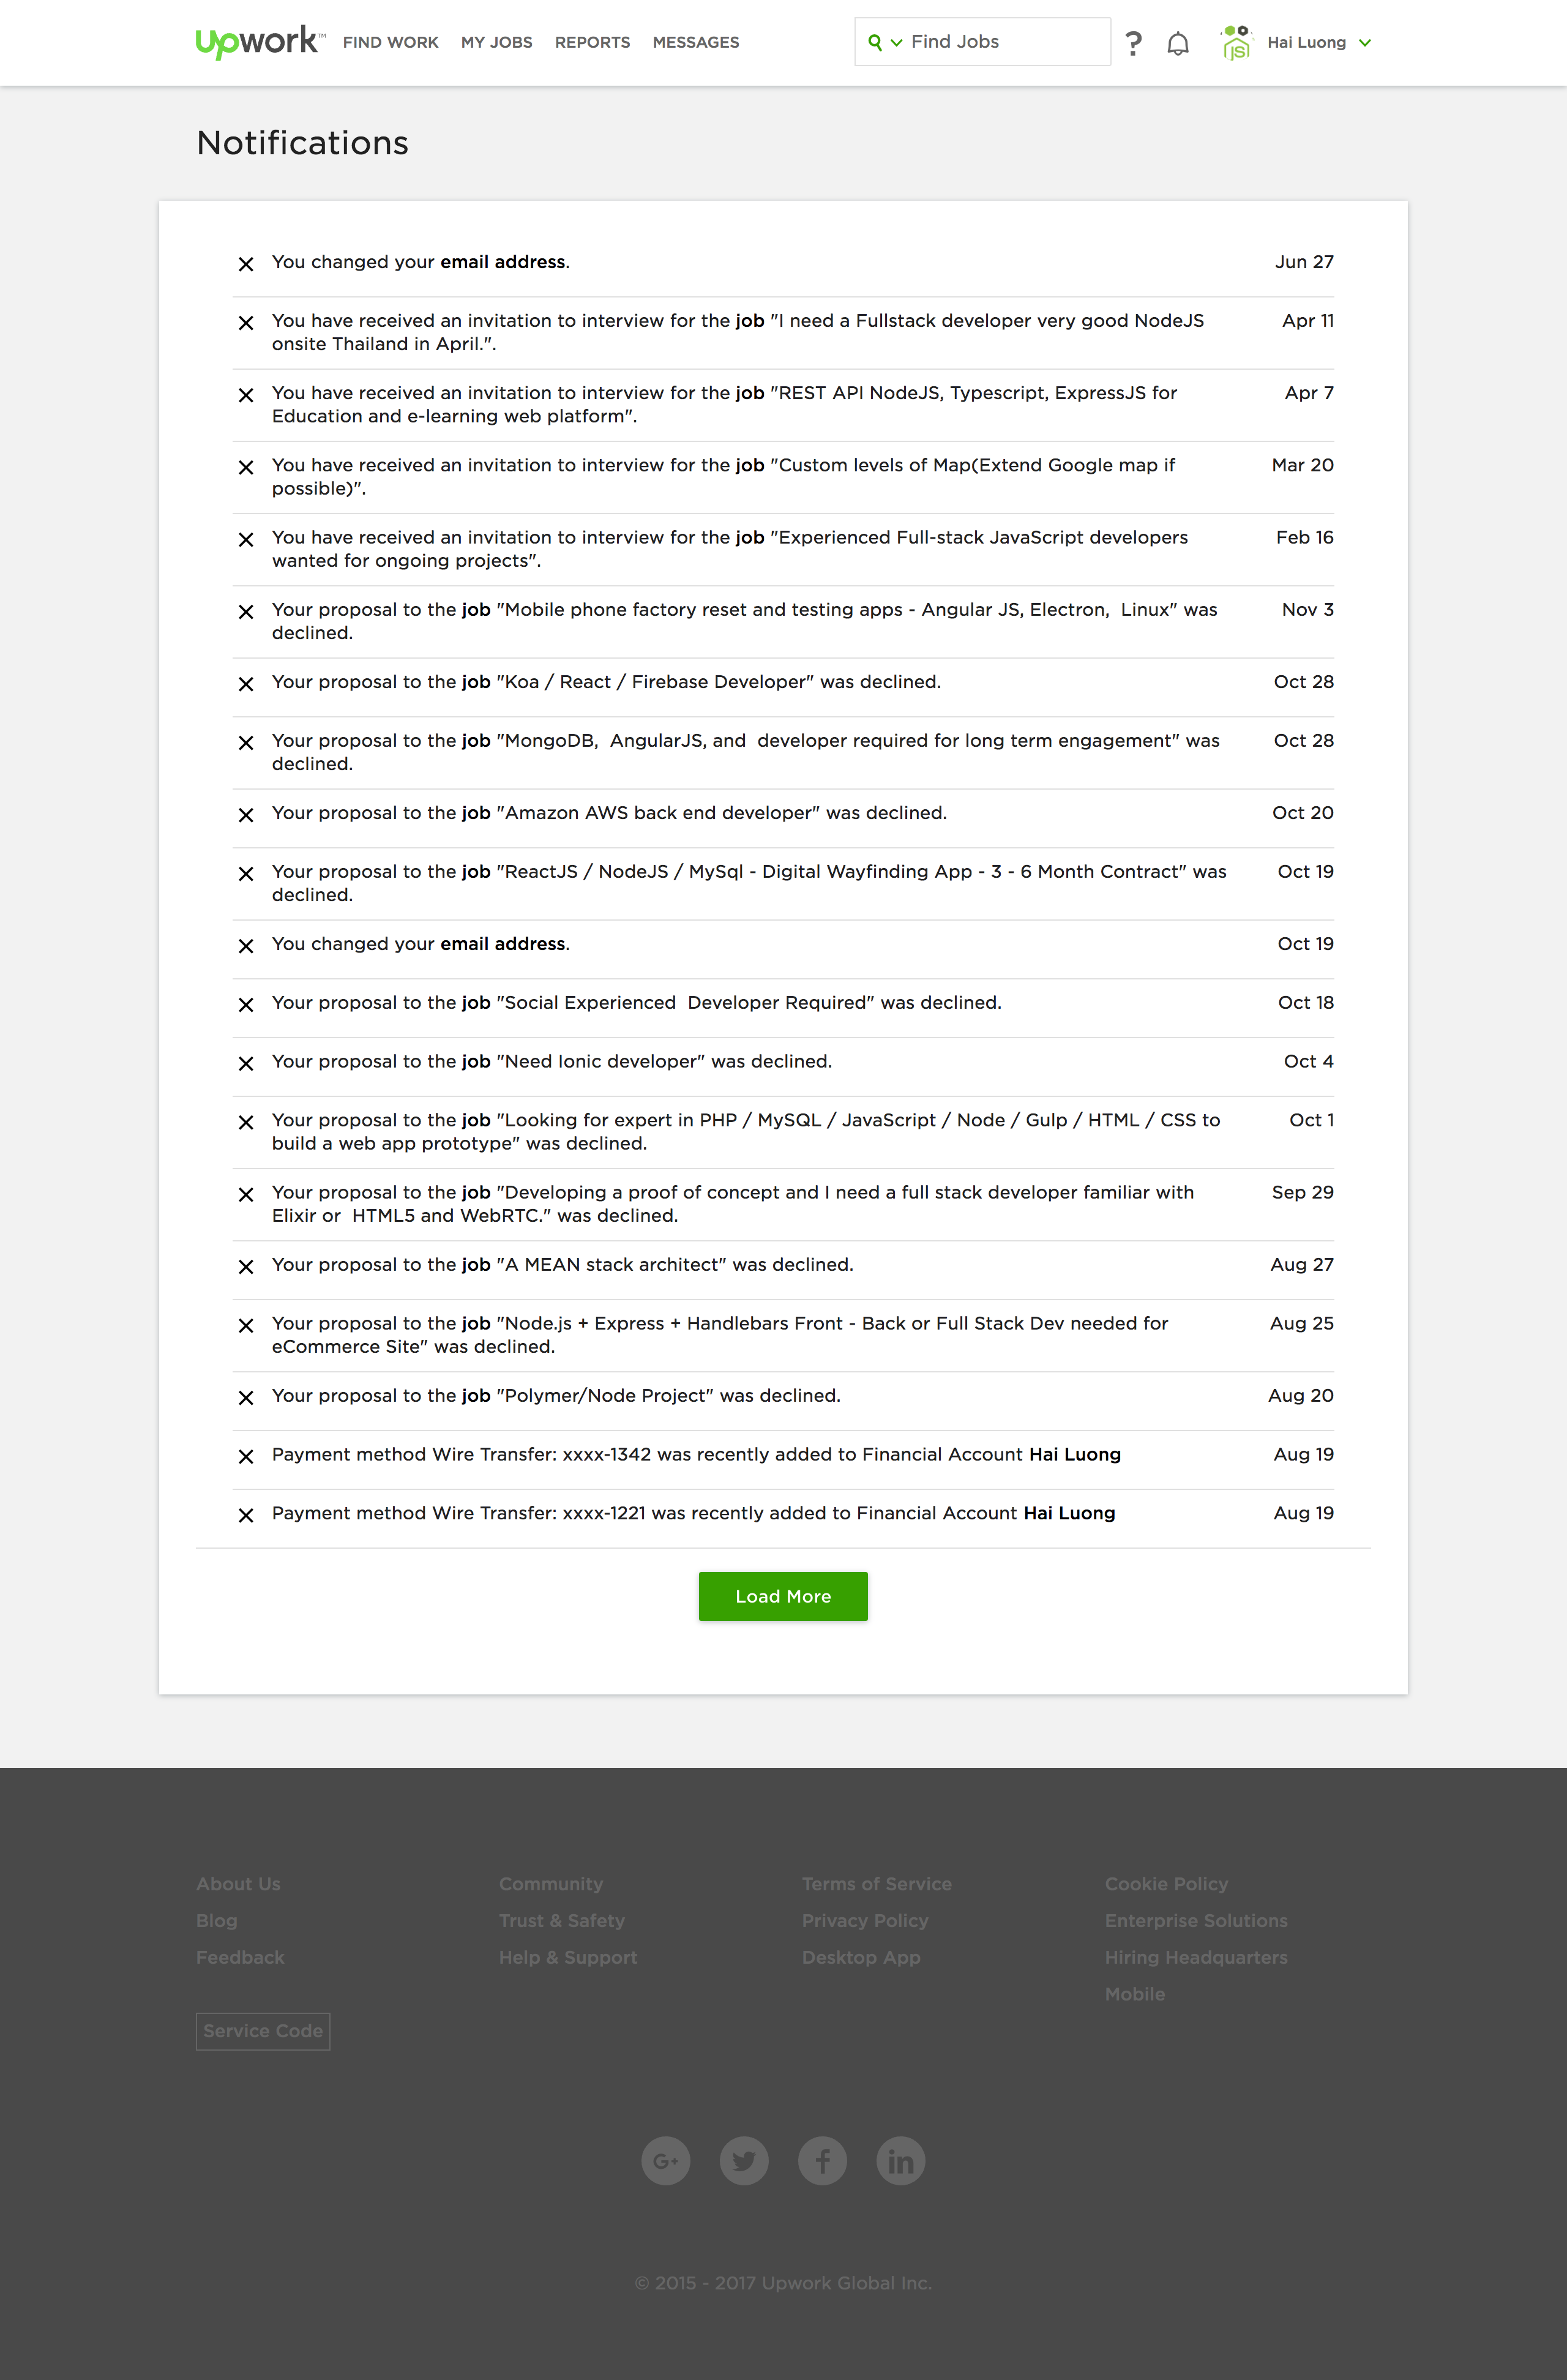 Upwork™ FIND WORK MY JOBS REPORTS MESSAGES Find Jobs ? JS Hai Luong
Notifications
You changed your email address. Jun 27
You have received an invitation to interview for the job "I need a Fullstack developer very good NodeJS Apr 11
onsite Thailand in April.".
You have received an invitation to interview for the job "REST API NodeJS, Typescript, ExpressJS for Apr 7
Education and e-learning web platform".
You have received an invitation to interview for the job "Custom levels of Map(Extend Google map if Mar 20
possible)".
You have received an invitation to interview for the job "Experienced Full-stack JavaScript developers Feb 16
wanted for ongoing projects".
Your proposal to the job "Mobile phone factory reset and testing apps - Angular JS, Electron,  Linux" was Nov 3
declined.
Your proposal to the job "Koa / React / Firebase Developer" was declined. Oct 28
Your proposal to the job "MongoDB,  AngularJS, and  developer required for long term engagement" was Oct 28
declined.
Your proposal to the job "Amazon AWS back end developer" was declined. Oct 20
Your proposal to the job "ReactJS / NodeJS / MySql - Digital Wayfinding App - 3 - 6 Month Contract" was Oct 19
declined.
You changed your email address. Oct 19
Your proposal to the job "Social Experienced  Developer Required" was declined. Oct 18
Your proposal to the job "Need Ionic developer" was declined. Oct 4
Your proposal to the job "Looking for expert in PHP / MySQL / JavaScript / Node / Gulp / HTML / CSS to Oct 1
build a web app prototype" was declined.
Your proposal to the job "Developing a proof of concept and I need a full stack developer familiar with Sep 29
Elixir or  HTML5 and WebRTC." was declined.
Your proposal to the job "A MEAN stack architect" was declined. Aug 27
Your proposal to the job "Node.js + Express + Handlebars Front - Back or Full Stack Dev needed for Aug 25
eCommerce Site" was declined.
Your proposal to the job "Polymer/Node Project" was declined. Aug 20
Payment method Wire Transfer: xxxx-1342 was recently added to Financial Account Hai Luong Aug 19
Payment method Wire Transfer: xxxx-1221 was recently added to Financial Account Hai Luong Aug 19
Load More
About Us Community Terms of Service Cookie Policy
Blog Trust & Safety Privacy Policy Enterprise Solutions
Feedback Help & Support Desktop App Hiring Headquarters
Mobile
Service Code
G+ f in
© 2015 - 2017 Upwork Global Inc.